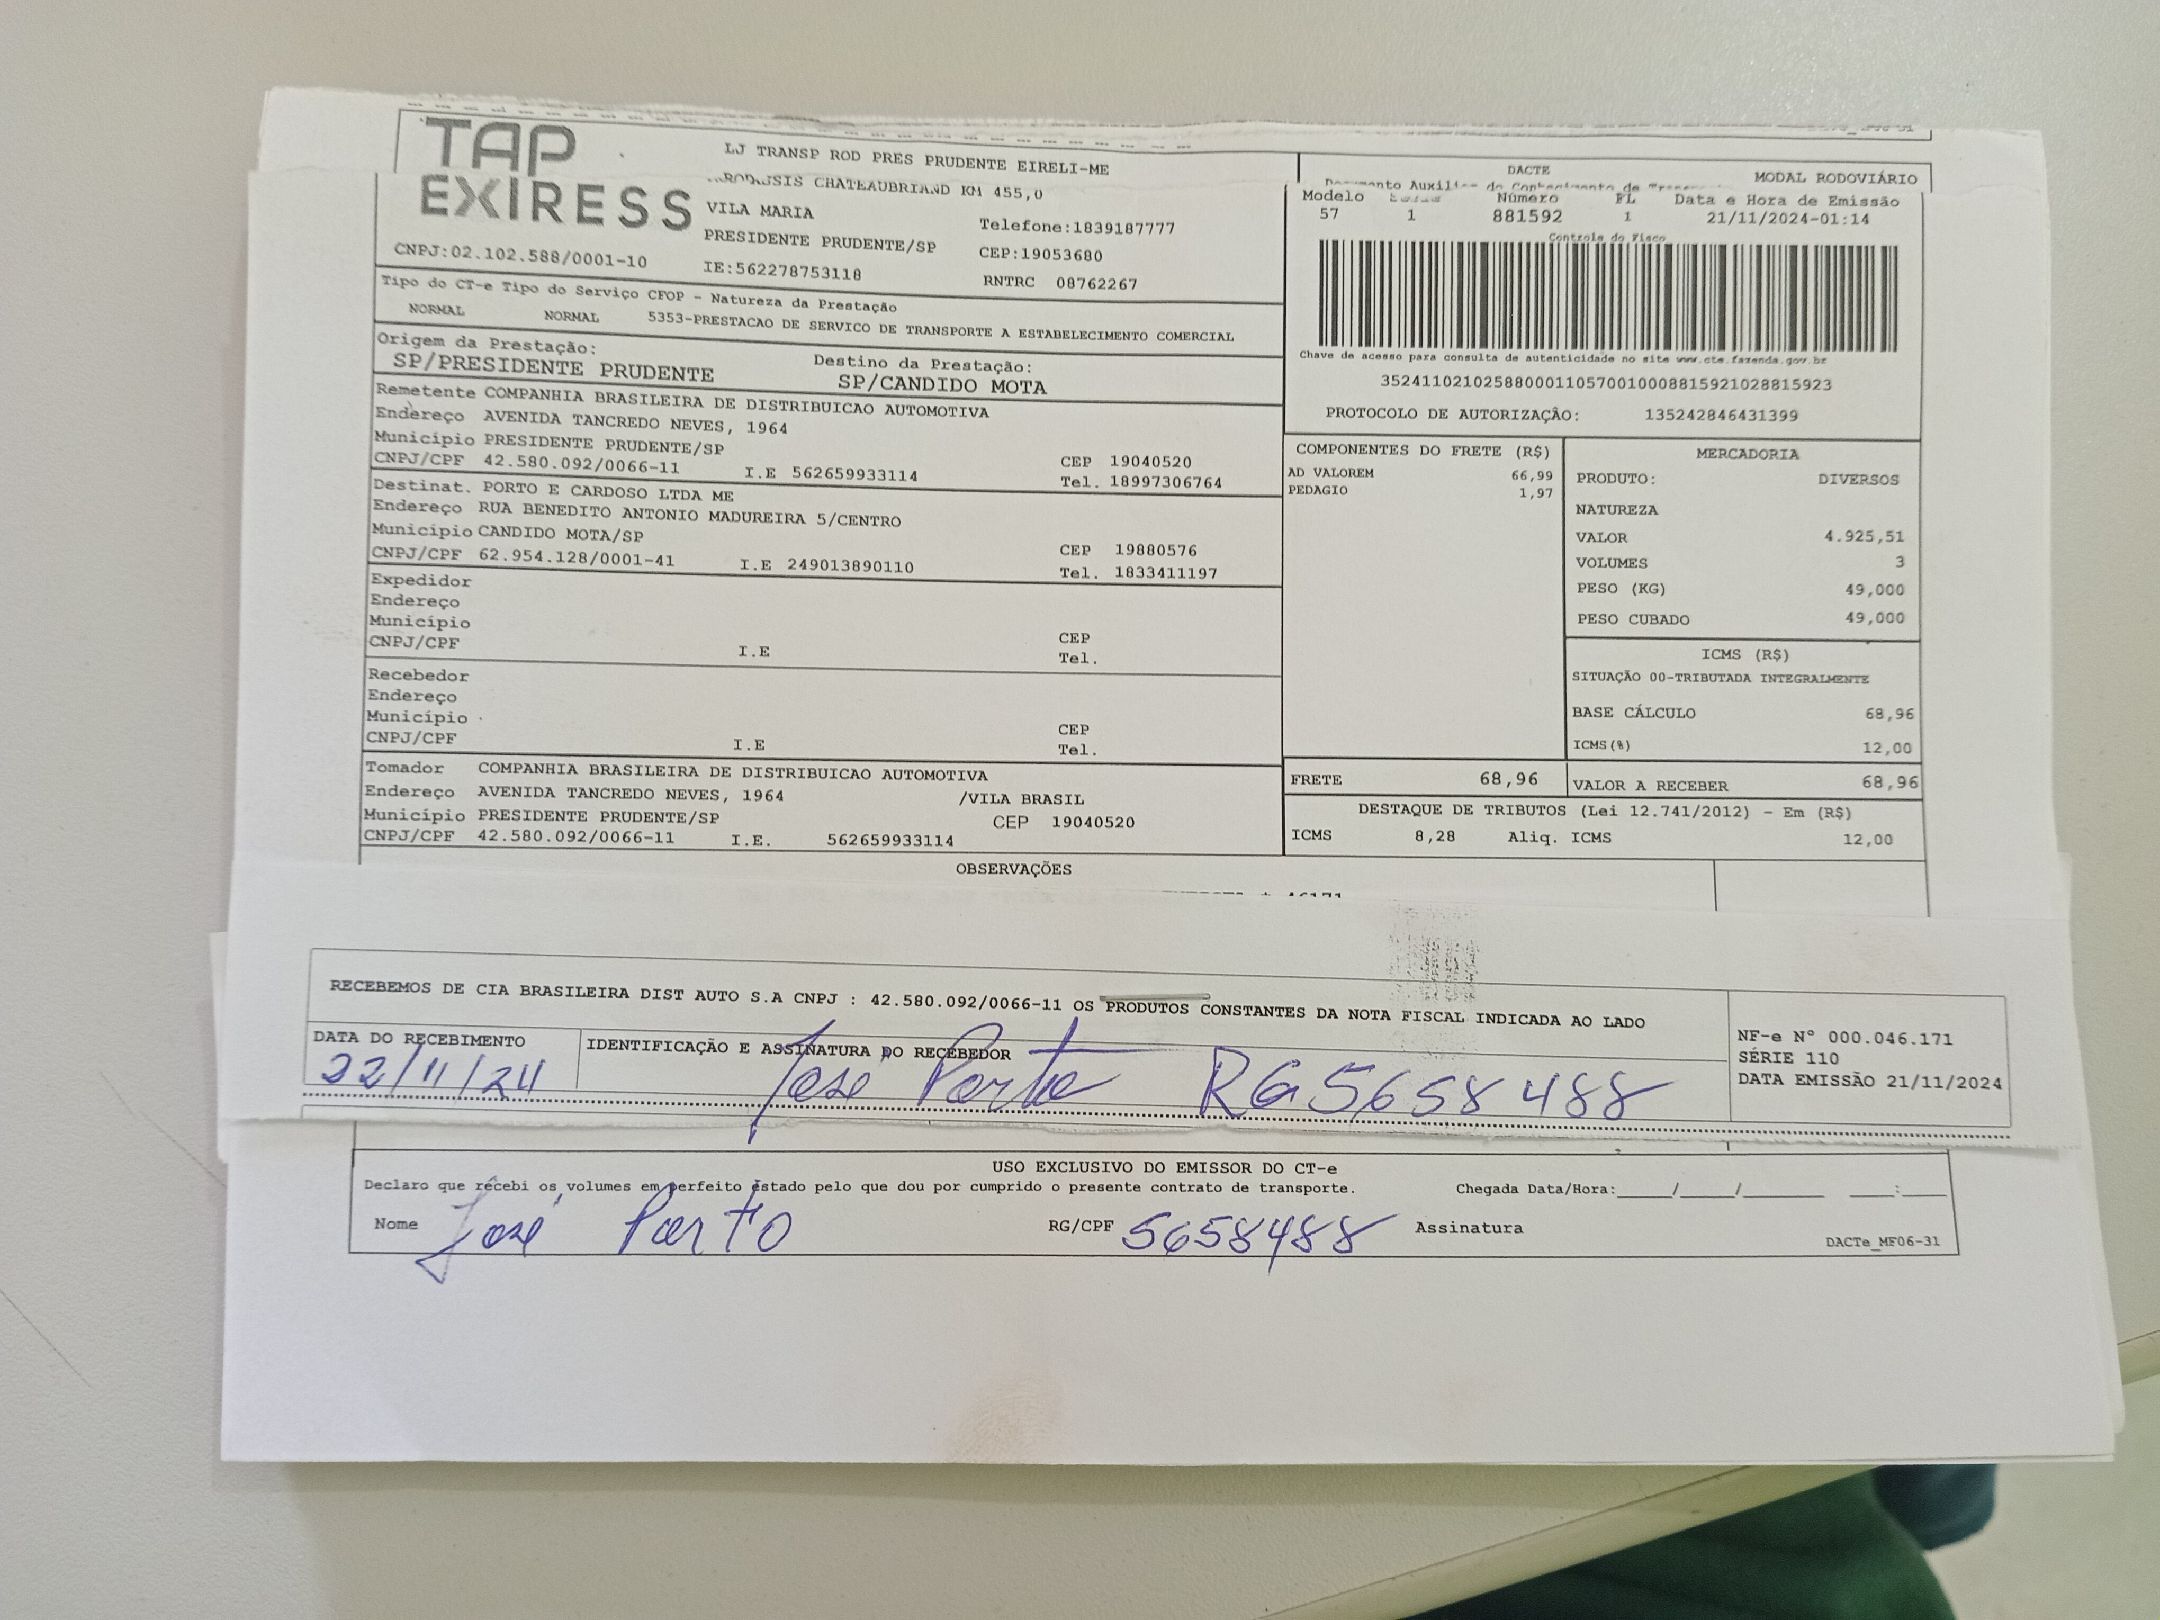 TAP
EXIRESS
LJ TRANSP ROD PRES PRUDENTE EIRELI-ME
CHATEAUBRIAND KM 455,0
VILA MARIA
Telefone:1839187777
PRESIDENTE PRUDENTE/SP
CEP:19053680
CNPJ:02.102.588/0001-10
IE:562278753118
RNTRC 08762267
DACTE
MODAL RODOVIÁRIO
Modelo Número FL Data e Hora de Emissão
57 1 881592 1 21/11/2024-01:14
Controle do Fisco
Chave de acesso para consulta de autenticidade no site www.cte.fazenda.gov.br
35241102102588000110570010008815921028815923
PROTOCOLO DE AUTORIZAÇÃO: 135242846431399
Tipo do CT-e Tipo do Serviço CFOP - Natureza da Prestação
NORMAL NORMAL 5353-PRESTACAO DE SERVICO DE TRANSPORTE A ESTABELECIMENTO COMERCIAL
Origem da Prestação: Destino da Prestação:
SP/PRESIDENTE PRUDENTE SP/CANDIDO MOTA
Remetente COMPANHIA BRASILEIRA DE DISTRIBUICAO AUTOMOTIVA
Endereço AVENIDA TANCREDO NEVES, 1964
Município PRESIDENTE PRUDENTE/SP CEP 19040520
CNPJ/CPF 42.580.092/0066-11 I.E 562659933114 Tel. 18997306764
Destinat. PORTO E CARDOSO LTDA ME
Endereço RUA BENEDITO ANTONIO MADUREIRA 5/CENTRO
Município CANDIDO MOTA/SP CEP 19880576
CNPJ/CPF 62.954.128/0001-41 I.E 249013890110 Tel. 1833411197
Expedidor
Endereço
Município CEP
CNPJ/CPF I.E Tel.
Recebedor
Endereço
Município CEP
CNPJ/CPF I.E Tel.
Tomador COMPANHIA BRASILEIRA DE DISTRIBUICAO AUTOMOTIVA
Endereço AVENIDA TANCREDO NEVES, 1964 /VILA BRASIL
Município PRESIDENTE PRUDENTE/SP CEP 19040520
CNPJ/CPF 42.580.092/0066-11 I.E. 562659933114
COMPONENTES DO FRETE (R$)
AD VALOREM 66,99
PEDAGIO 1,97
MERCADORIA
PRODUTO: DIVERSOS
NATUREZA
VALOR 4.925,51
VOLUMES 3
PESO (KG) 49,000
PESO CUBADO 49,000
ICMS (R$)
SITUAÇÃO 00-TRIBUTADA INTEGRALMENTE
BASE CÁLCULO 68,96
ICMS(%) 12,00
FRETE 68,96 VALOR A RECEBER 68,96
DESTAQUE DE TRIBUTOS (Lei 12.741/2012) - Em (R$)
ICMS 8,28 Aliq. ICMS 12,00
OBSERVAÇÕES
RECEBEMOS DE CIA BRASILEIRA DIST AUTO S.A CNPJ : 42.580.092/0066-11 OS PRODUTOS CONSTANTES DA NOTA FISCAL INDICADA AO LADO
DATA DO RECEBIMENTO IDENTIFICAÇÃO E ASSINATURA DO RECEBEDOR
22/11/24 José Porto RG 5658488
NF-e N° 000.046.171
SÉRIE 110
DATA EMISSÃO 21/11/2024
USO EXCLUSIVO DO EMISSOR DO CT-e
Declaro que recebi os volumes em perfeito estado pelo que dou por cumprido o presente contrato de transporte. Chegada Data/Hora:_____/_____/________ ____:____
Nome José Porto RG/CPF 5658488 Assinatura
DACTe_MF06-31